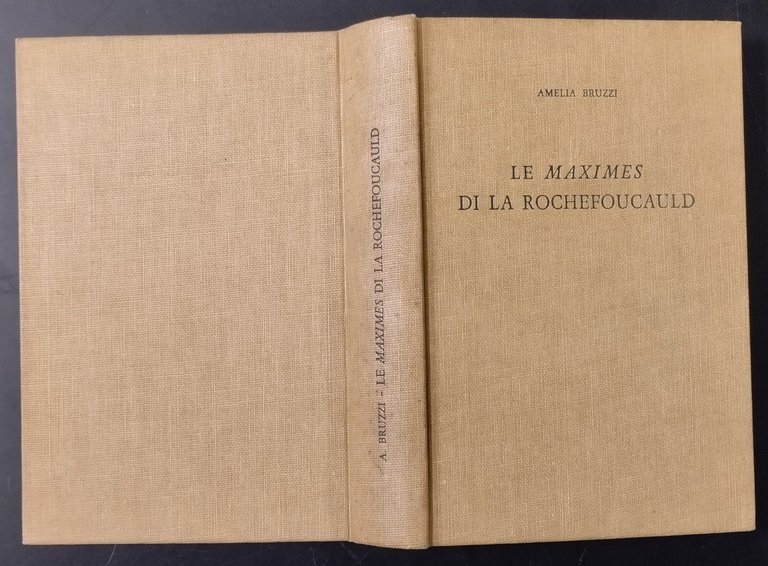 AMELIA BRUZZI
LE MAXIMES
DI LA ROCHEFOUCAULD
A. BRUZZI - LE MAXIMES DI LA ROCHEFOUCAULD